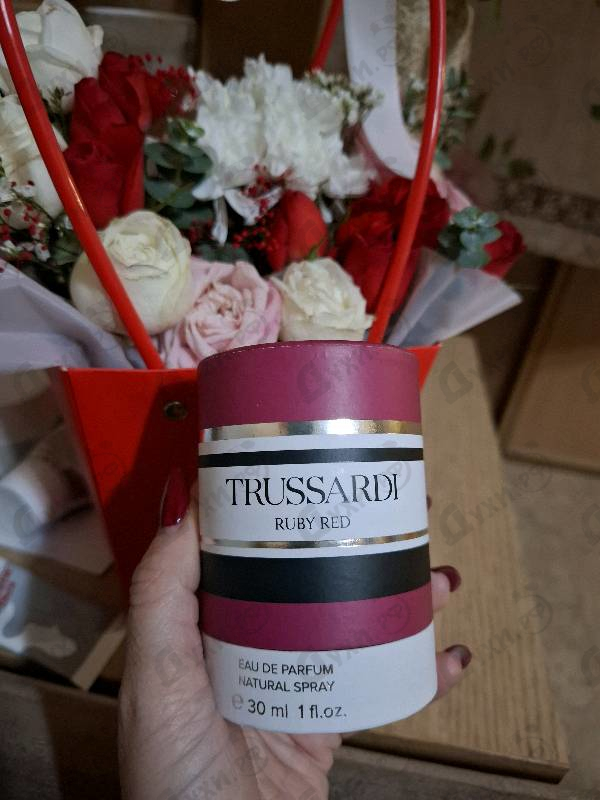 TRUSSARDI
RUBY RED
EAU DE PARFUM
NATURAL SPRAY
℮ 30 ml 1 fl.oz.